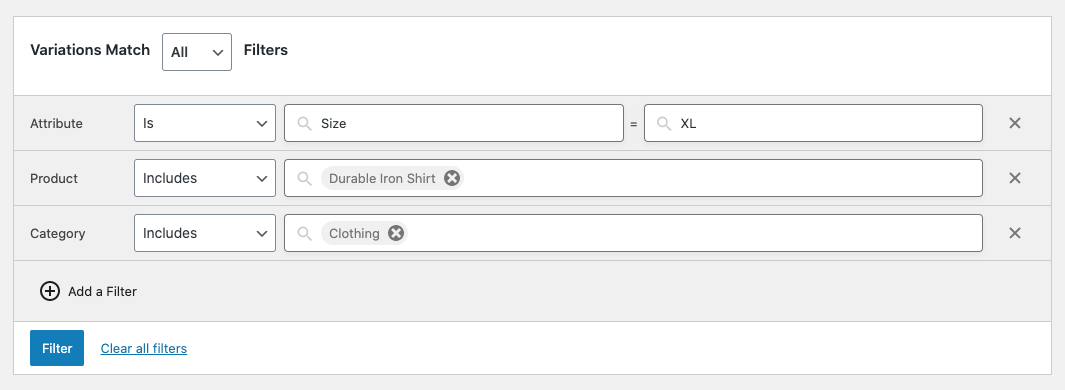 Variations Match All Filters
Attribute Is Size = XL
Product Includes Durable Iron Shirt
Category Includes Clothing
Add a Filter
Filter Clear all filters